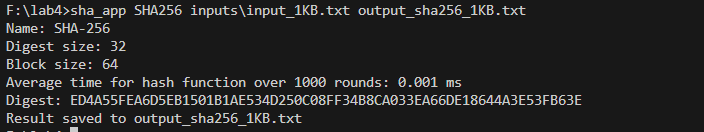 F:\lab4>sha_app SHA256 inputs\input_1KB.txt output_sha256_1KB.txt
Name: SHA-256
Digest size: 32
Block size: 64
Average time for hash function over 1000 rounds: 0.001 ms
Digest: ED4A55FEA6D5EB1501B1AE534D250C08FF34B8CA033EA66DE18644A3E53FB63E
Result saved to output_sha256_1KB.txt